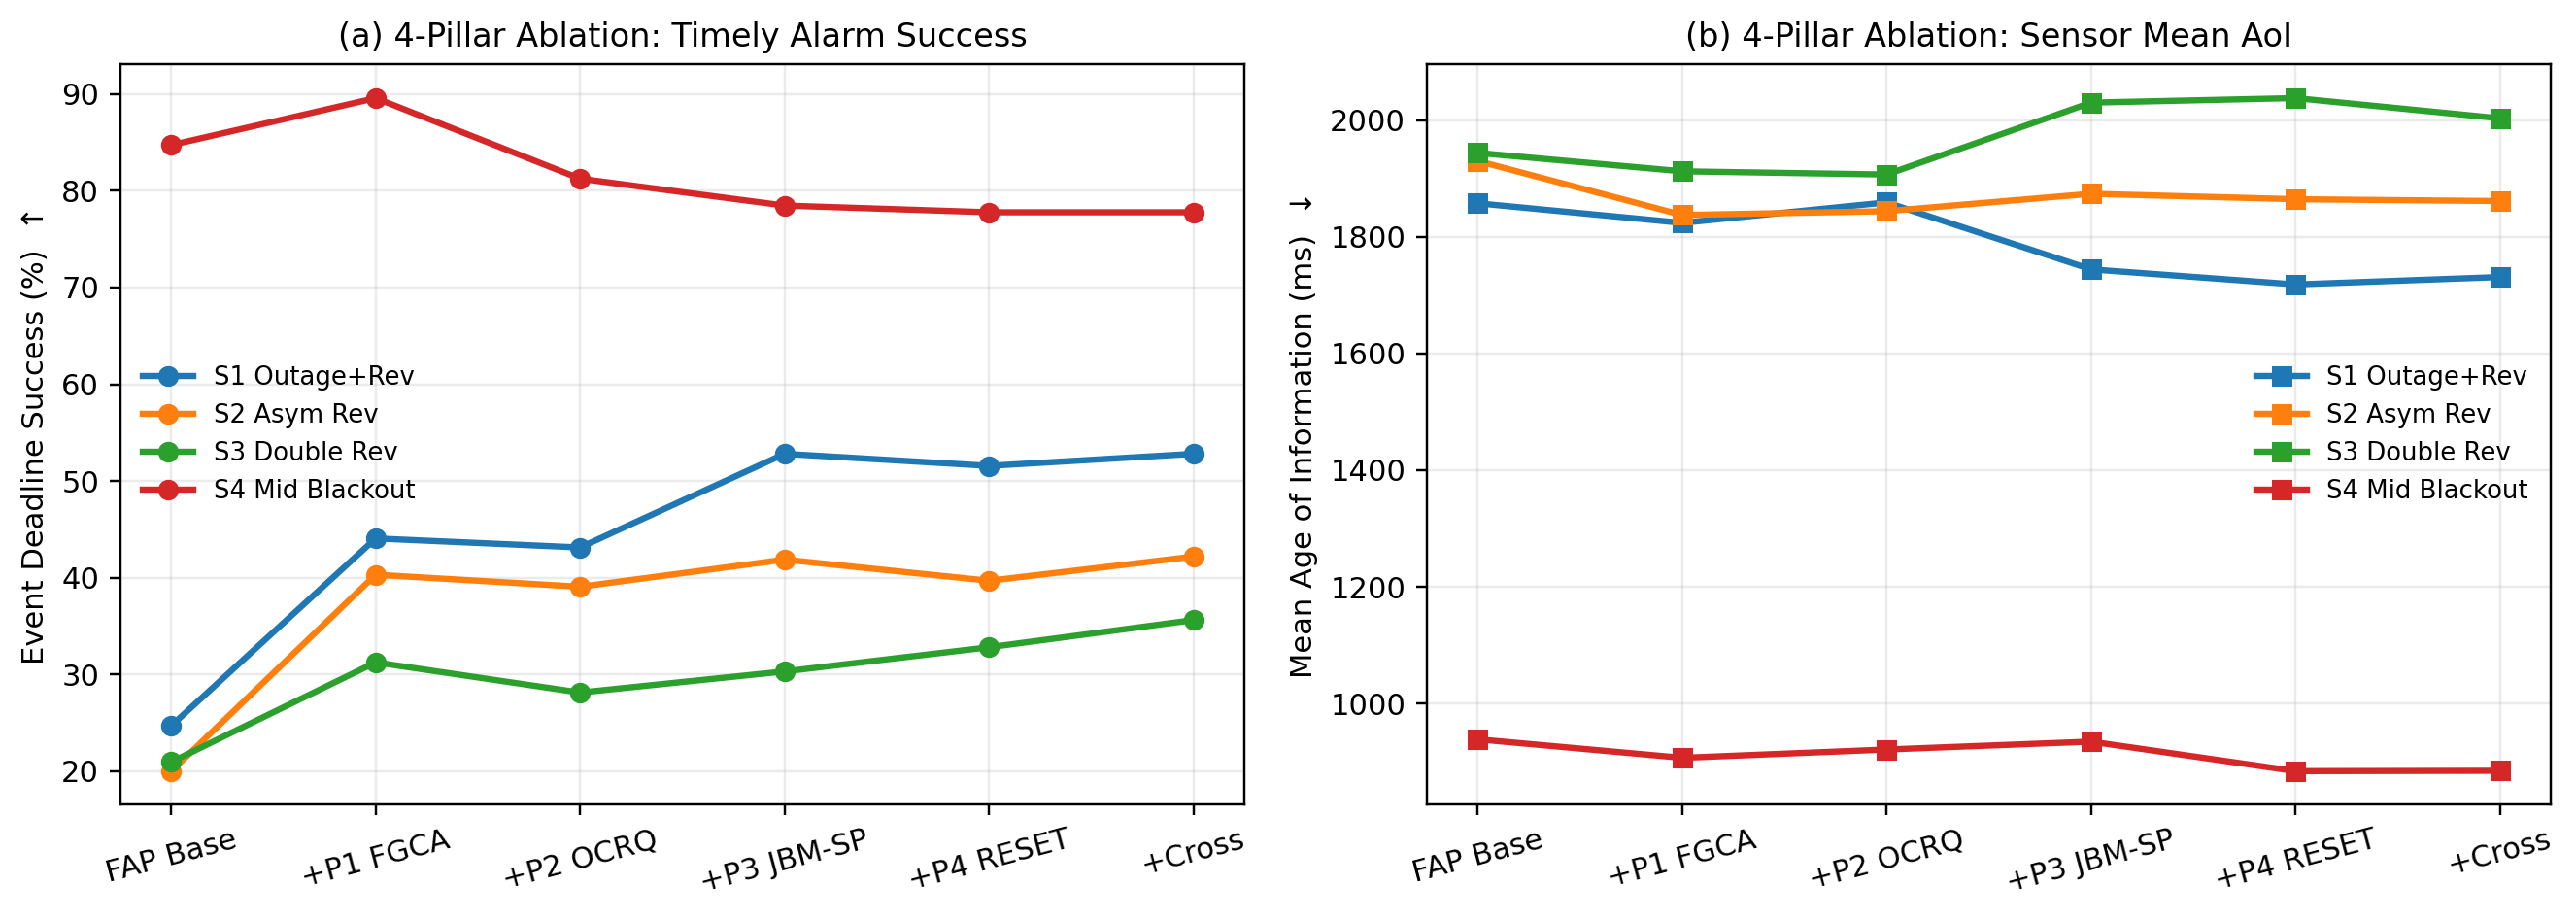 (a) 4-Pillar Ablation: Timely Alarm Success
Event Deadline Success (%) ↑
90
80
70
60
50
40
30
20
S1 Outage+Rev
S2 Asym Rev
S3 Double Rev
S4 Mid Blackout
FAP Base
+P1 FGCA
+P2 OCRQ
+P3 JBM-SP
+P4 RESET
+Cross
(b) 4-Pillar Ablation: Sensor Mean AoI
Mean Age of Information (ms) ↓
2000
1800
1600
1400
1200
1000
S1 Outage+Rev
S2 Asym Rev
S3 Double Rev
S4 Mid Blackout
FAP Base
+P1 FGCA
+P2 OCRQ
+P3 JBM-SP
+P4 RESET
+Cross